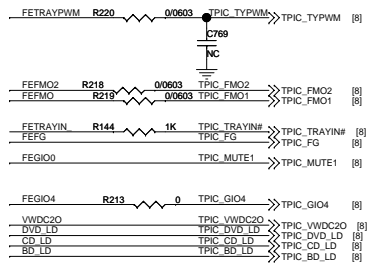 FETRAYPWM R220 0/0603 TPIC_TYPWM TPIC_TYPWM [8]
C769
NC
FEFMO2 R218 0/0603 TPIC_FMO2 TPIC_FMO2 [8]
FEFMO R219 0/0603 TPIC_FMO1 TPIC_FMO1 [8]
FETRAYIN_ R144 1K TPIC_TRAYIN# TPIC_TRAYIN# [8]
FEFG TPIC_FG TPIC_FG [8]
FEGIO0 TPIC_MUTE1 TPIC_MUTE1 [8]
FEGIO4 R213 0 TPIC_GIO4 TPIC_GIO4 [8]
VWDC2O TPIC_VWDC2O TPIC_VWDC2O [8]
DVD_LD TPIC_DVD_LD TPIC_DVD_LD [8]
CD_LD TPIC_CD_LD TPIC_CD_LD [8]
BD_LD TPIC_BD_LD TPIC_BD_LD [8]